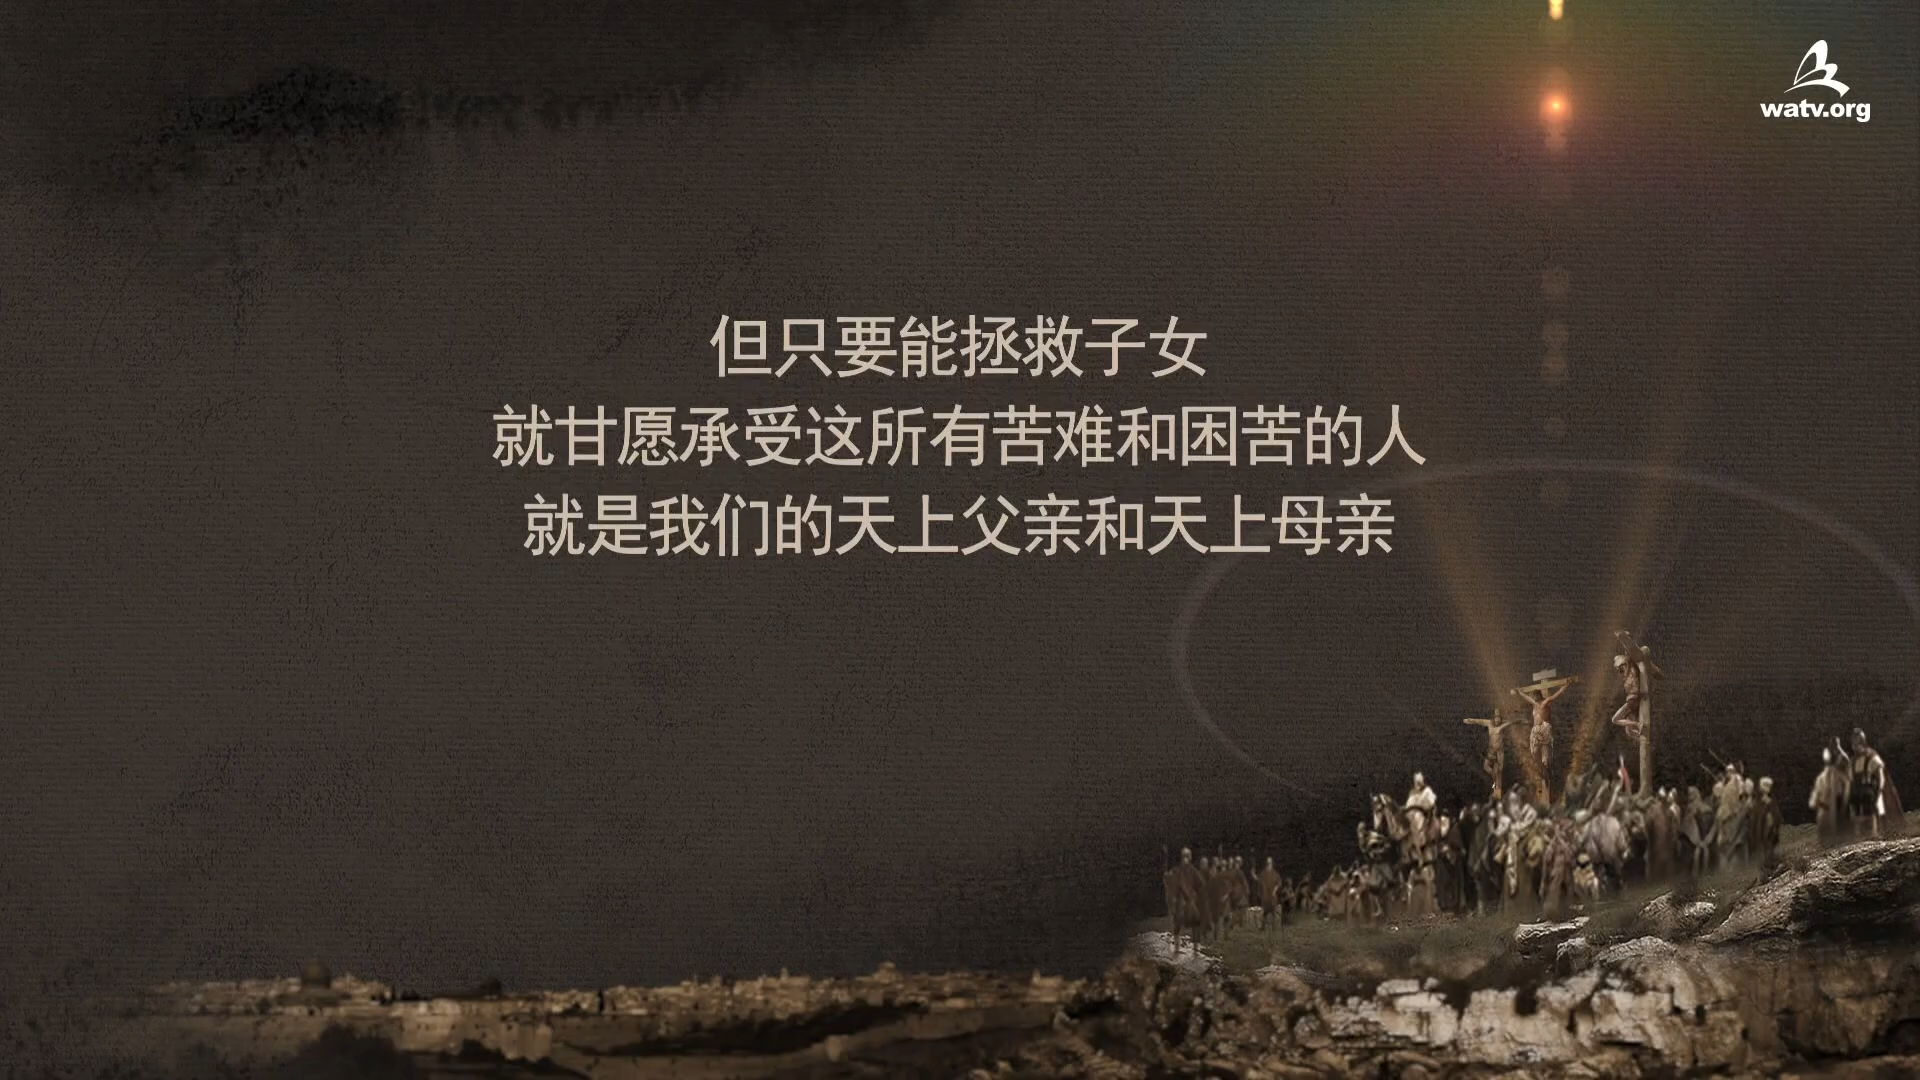 watv.org
但只要能拯救子女
就甘愿承受这所有苦难和困苦的人
就是我们的天上父亲和天上母亲